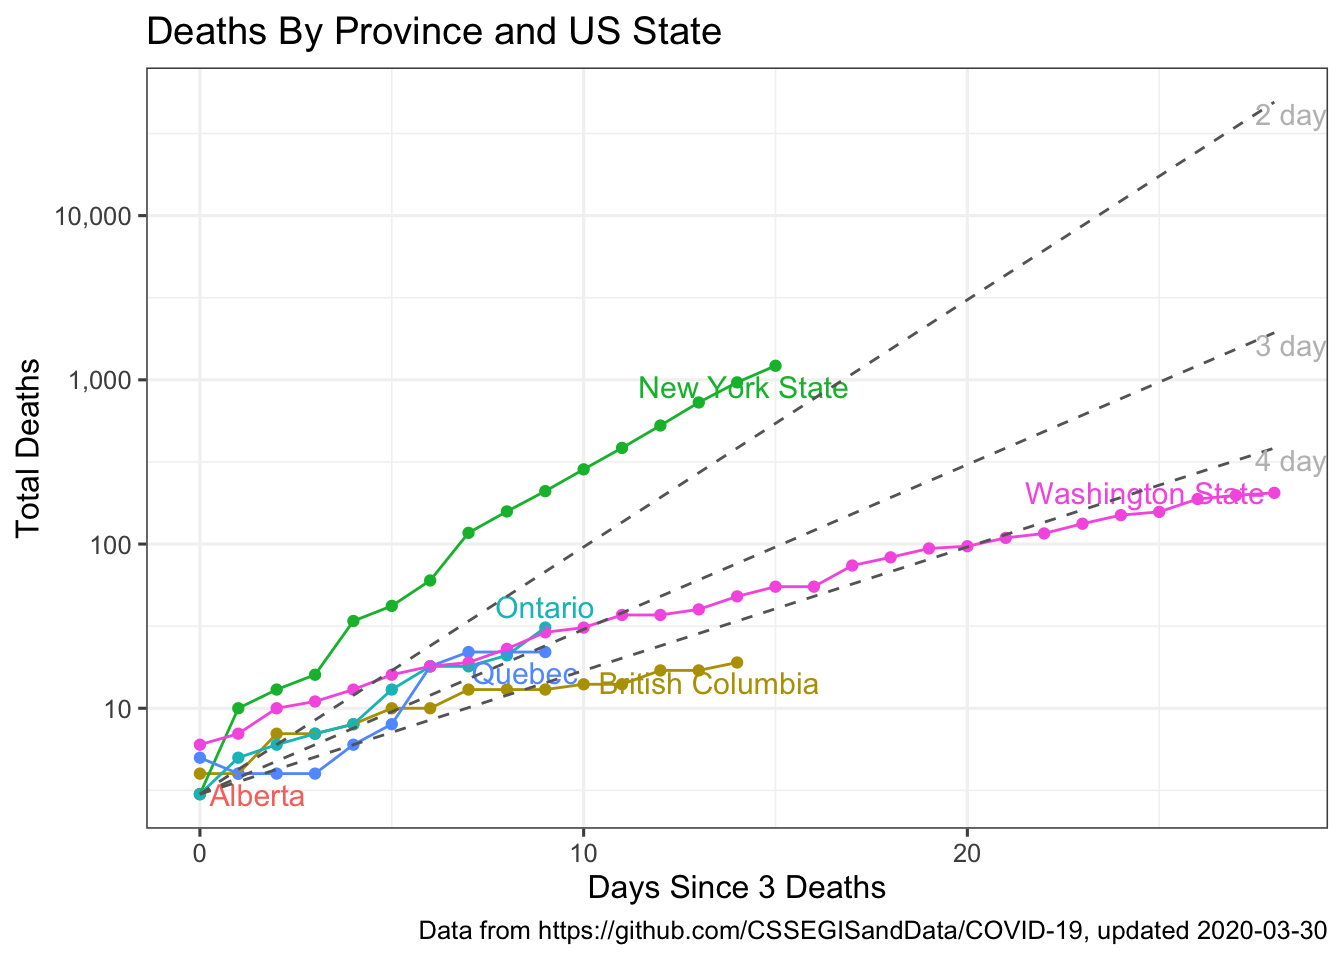 Deaths By Province and US State
Total Deaths
10,000
1,000
100
10
2 day
3 day
4 day
New York State
Washington State
Ontario
Quebec
British Columbia
Alberta
0
10
20
Days Since 3 Deaths
Data from https://github.com/CSSEGISandData/COVID-19, updated 2020-03-30